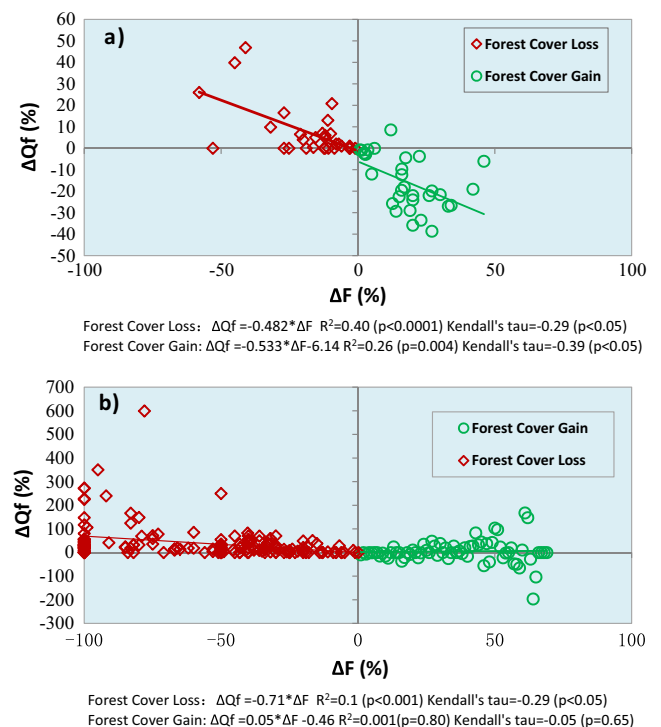 a)
60
50
40
30
20
10
0
-10
-20
-30
-40
-50
ΔQf (%)
Forest Cover Loss
Forest Cover Gain
-100
-50
0
50
100
ΔF (%)
Forest Cover Loss: ΔQf =-0.482*ΔF R²=0.40 (p<0.0001) Kendall's tau=-0.29 (p<0.05)
Forest Cover Gain: ΔQf =-0.533*ΔF-6.14 R²=0.26 (p=0.004) Kendall's tau=-0.39 (p<0.05)
b)
700
600
500
400
300
200
100
0
-100
-200
-300
ΔQf (%)
Forest Cover Gain
Forest Cover Loss
-100
-50
0
50
100
ΔF (%)
Forest Cover Loss: ΔQf =-0.71*ΔF R²=0.1 (p<0.001) Kendall's tau=-0.29 (p<0.05)
Forest Cover Gain: ΔQf =0.05*ΔF -0.46 R²=0.001(p=0.80) Kendall's tau=-0.05 (p=0.65)